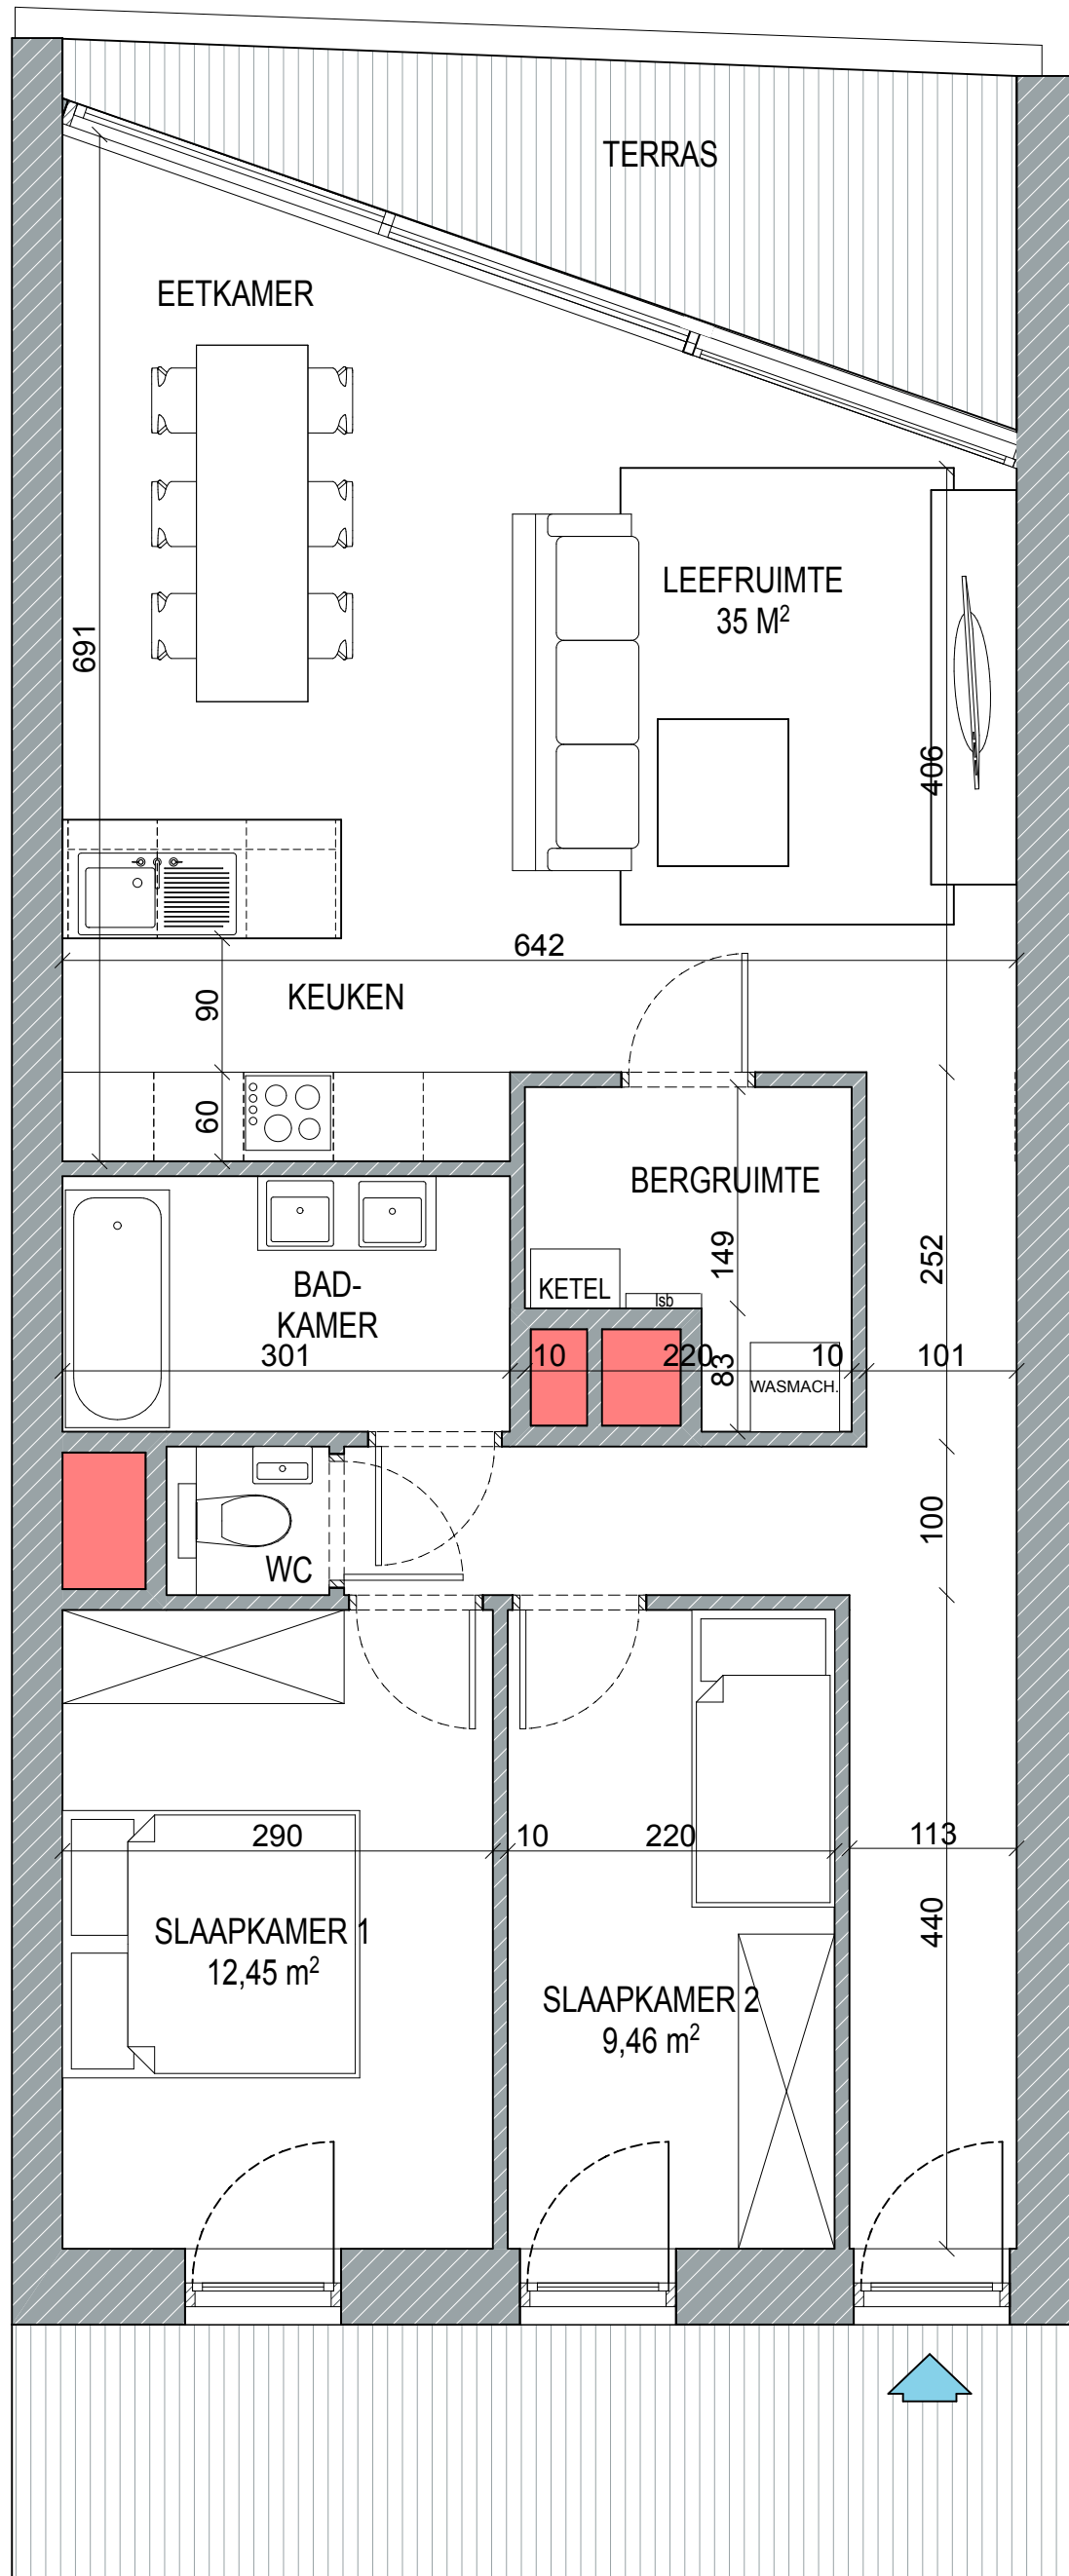 TERRAS
EETKAMER
LEEFRUIMTE
35 M²
691
406
642
KEUKEN
90
60
BERGRUIMTE
149
252
KETEL
lsb
BAD-
KAMER
301
10
220
83
10
101
WASMACH.
100
WC
290
10
220
113
440
SLAAPKAMER 1
12,45 m²
SLAAPKAMER 2
9,46 m²